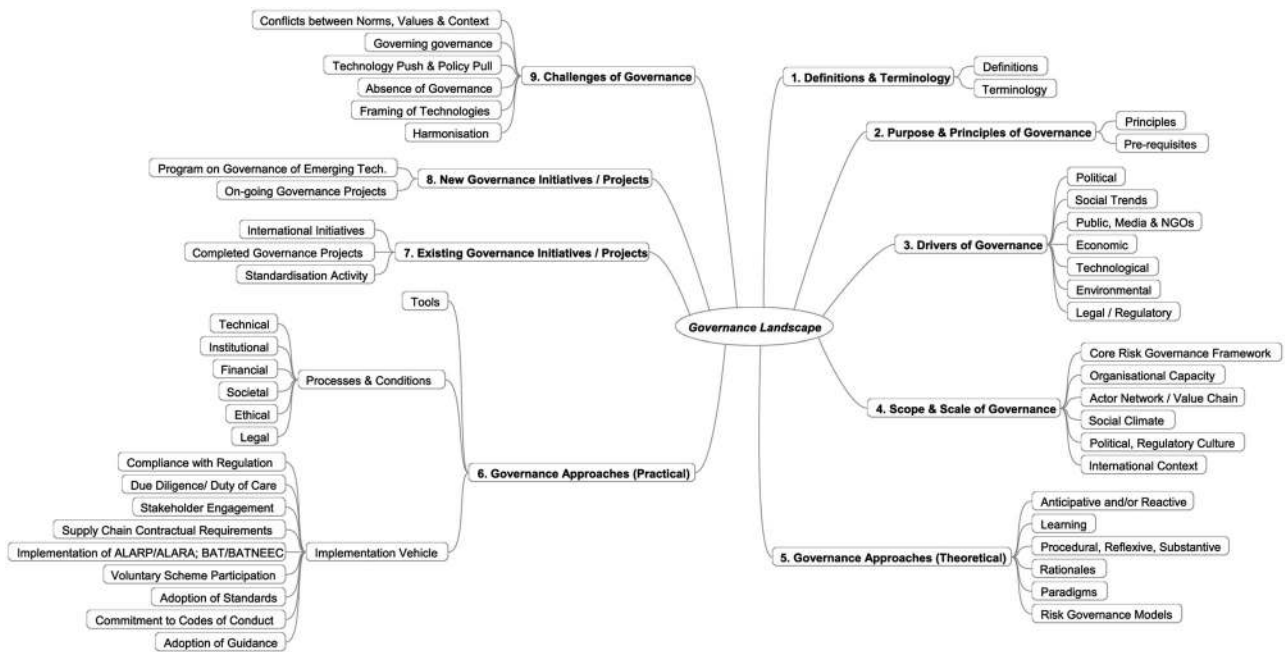 Governance Landscape
1. Definitions & Terminology
Definitions
Terminology
2. Purpose & Principles of Governance
Principles
Pre-requisites
3. Drivers of Governance
Political
Social Trends
Public, Media & NGOs
Economic
Technological
Environmental
Legal / Regulatory
4. Scope & Scale of Governance
Core Risk Governance Framework
Organisational Capacity
Actor Network / Value Chain
Social Climate
Political, Regulatory Culture
International Context
5. Governance Approaches (Theoretical)
Anticipative and/or Reactive
Learning
Procedural, Reflexive, Substantive
Rationales
Paradigms
Risk Governance Models
6. Governance Approaches (Practical)
Tools
Processes & Conditions
Technical
Institutional
Financial
Societal
Ethical
Legal
Implementation Vehicle
Compliance with Regulation
Due Diligence/ Duty of Care
Stakeholder Engagement
Supply Chain Contractual Requirements
Implementation of ALARP/ALARA; BAT/BATNEEC
Voluntary Scheme Participation
Adoption of Standards
Commitment to Codes of Conduct
Adoption of Guidance
7. Existing Governance Initiatives / Projects
International Initiatives
Completed Governance Projects
Standardisation Activity
8. New Governance Initiatives / Projects
Program on Governance of Emerging Tech.
On-going Governance Projects
9. Challenges of Governance
Conflicts between Norms, Values & Context
Governing governance
Technology Push & Policy Pull
Absence of Governance
Framing of Technologies
Harmonisation